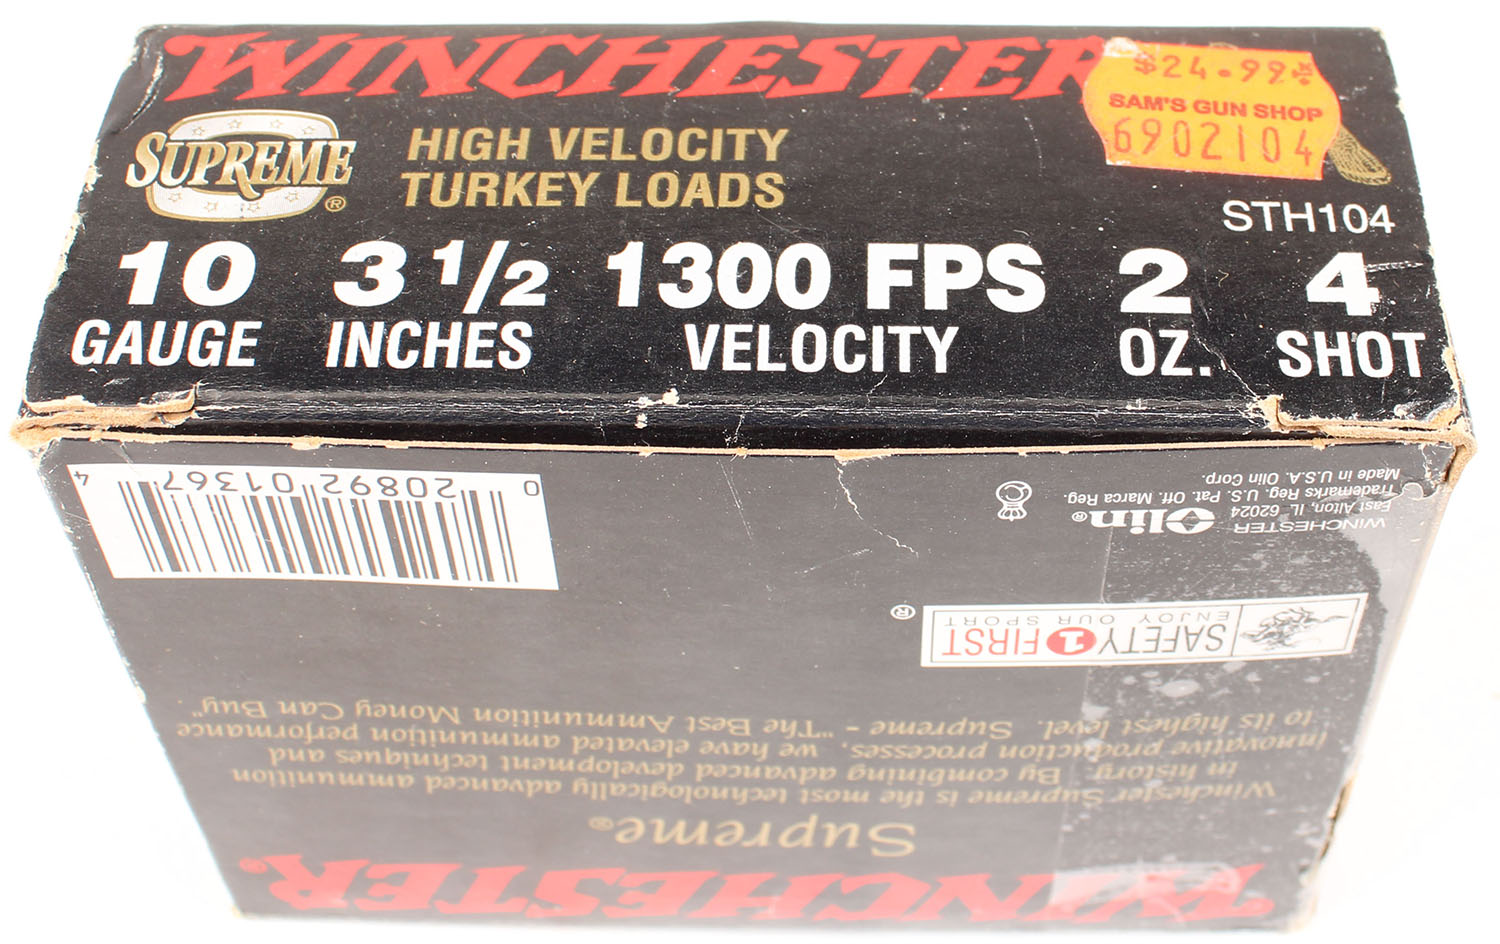 WINCHESTER
$24.99
SAM'S GUN SHOP
6902104
SUPREME®
HIGH VELOCITY
TURKEY LOADS
STH104
10 3 1/2 1300 FPS 2 4
GAUGE INCHES VELOCITY OZ. SHOT
WINCHESTER®
Supreme®
Winchester Supreme is the most technologically advanced ammunition
in history. By combining advanced development techniques and
innovative production processes, we have elevated ammunition performance
to its highest level. Supreme - "The Best Ammunition Money Can Buy".
SAFETY 1 FIRST ®
ENJOY OUR SPORT
WINCHESTER Olin®
East Alton, IL 62024
Trademarks Reg. U.S. Pat. Off. Marca Reg.
Made in U.S.A. Olin Corp.
0 20892 01367 4